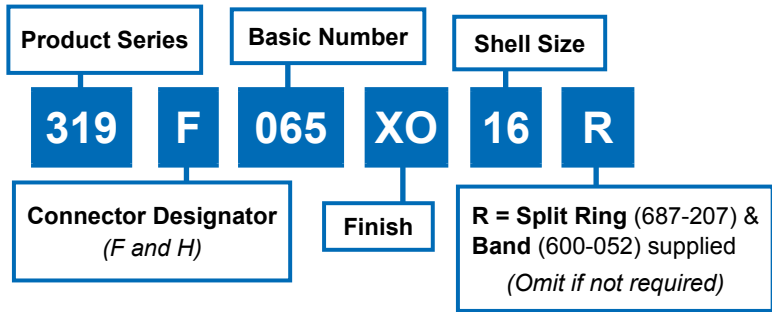 Product Series
Basic Number
Shell Size
319 F 065 XO 16 R
Connector Designator
(F and H)
Finish
R = Split Ring (687-207) &
Band (600-052) supplied
(Omit if not required)